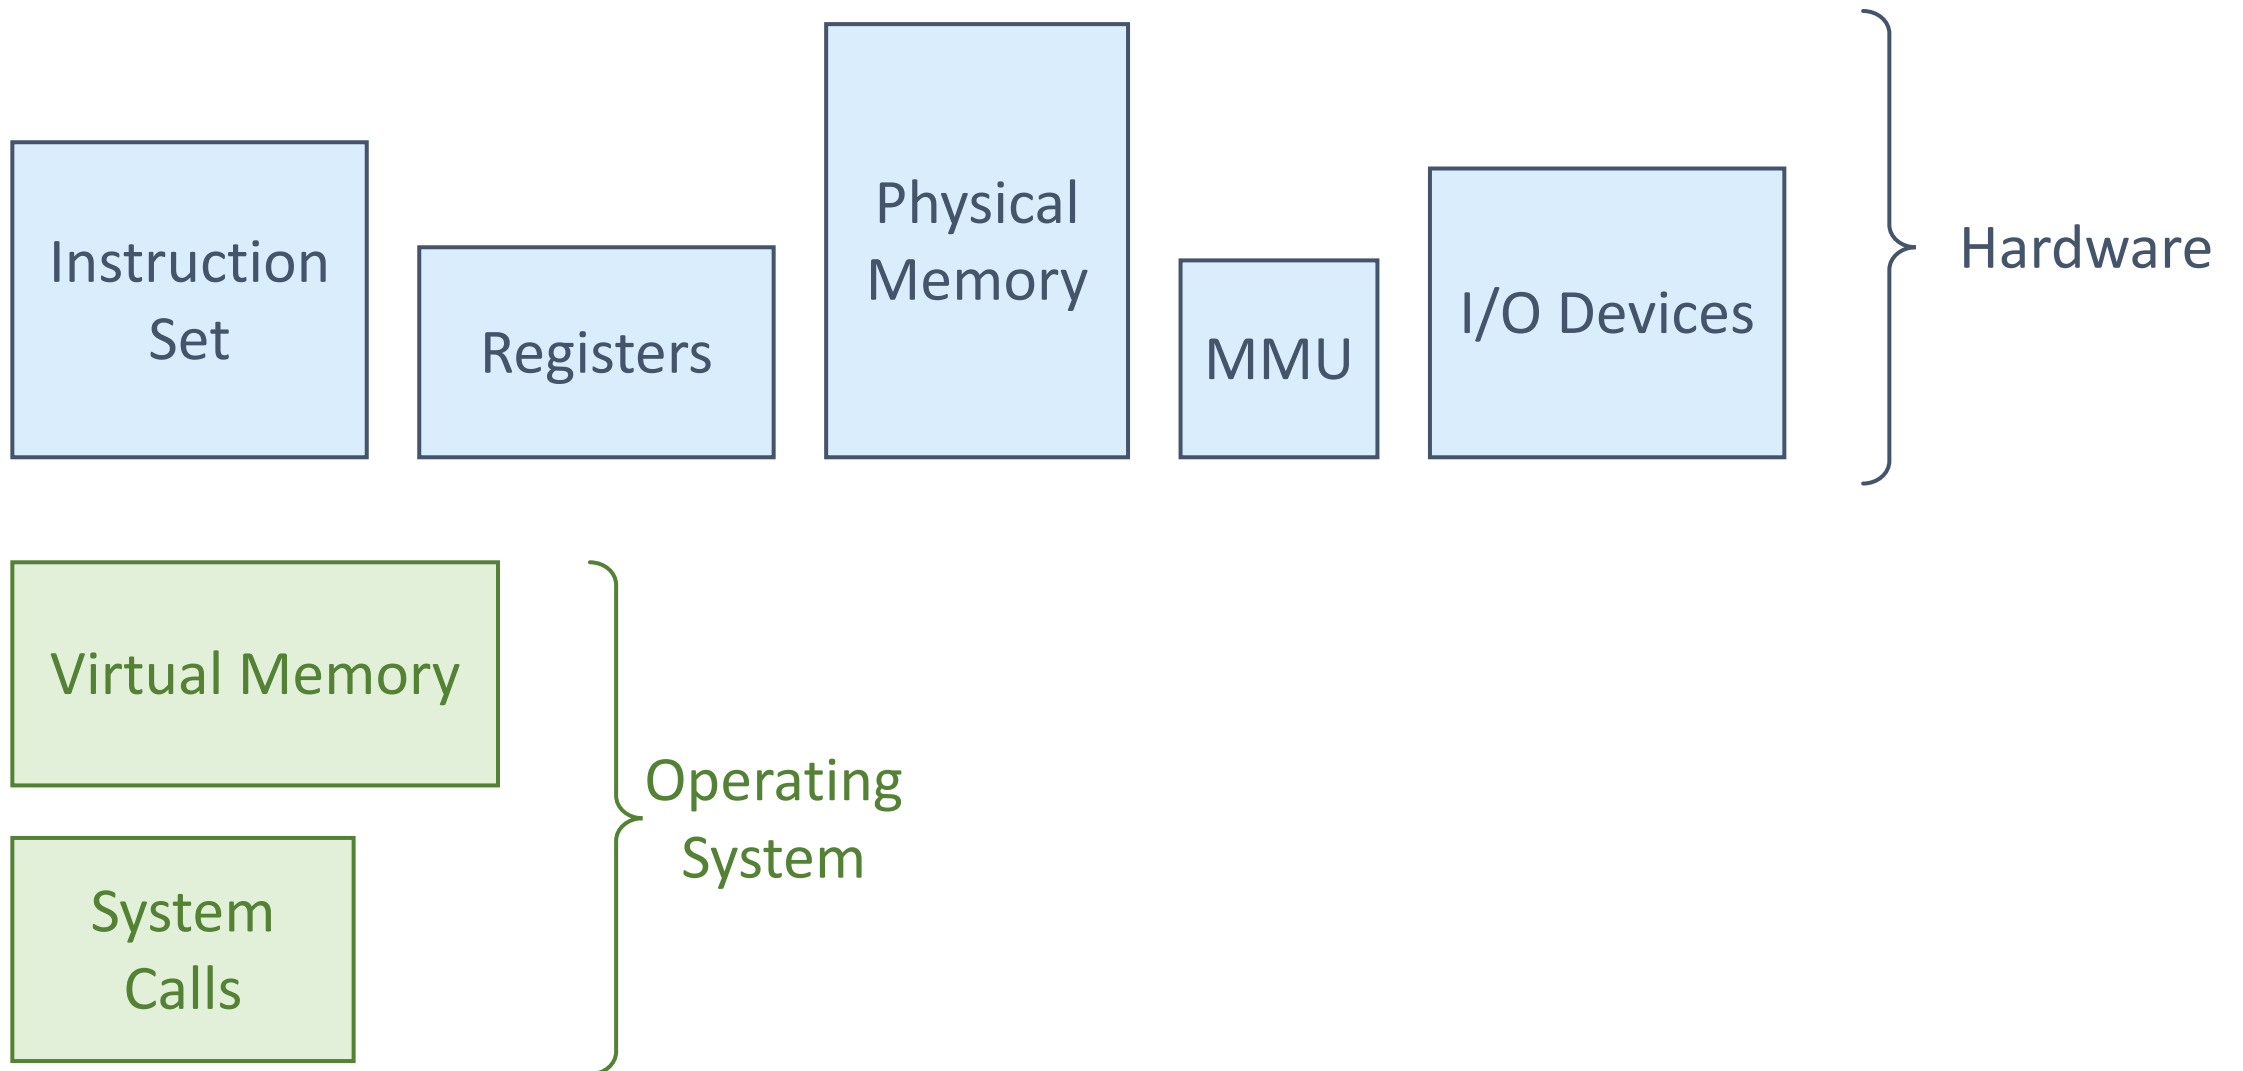 Instruction
Set
Registers
Physical
Memory
MMU
I/O Devices
Hardware
Virtual Memory
Operating
System
System
Calls